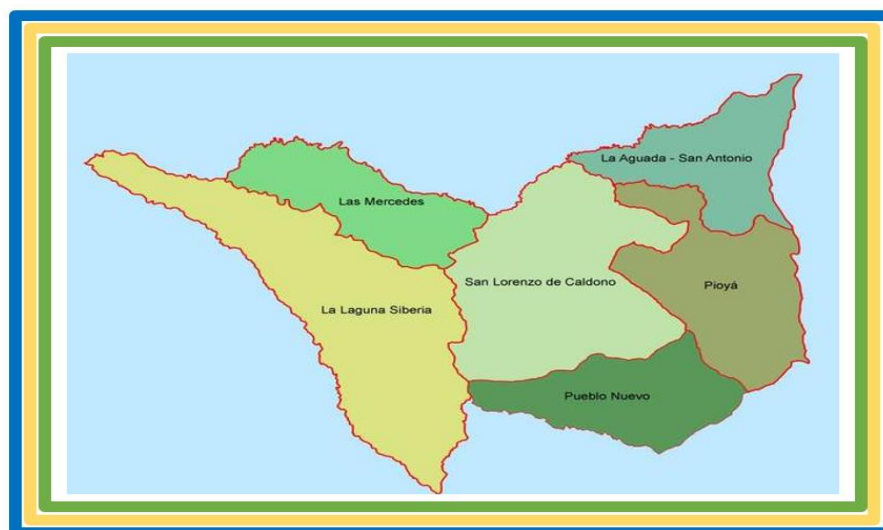 La Aguada - San Antonio
Las Mercedes
San Lorenzo de Caldono
Pioyá
La Laguna Siberia
Pueblo Nuevo